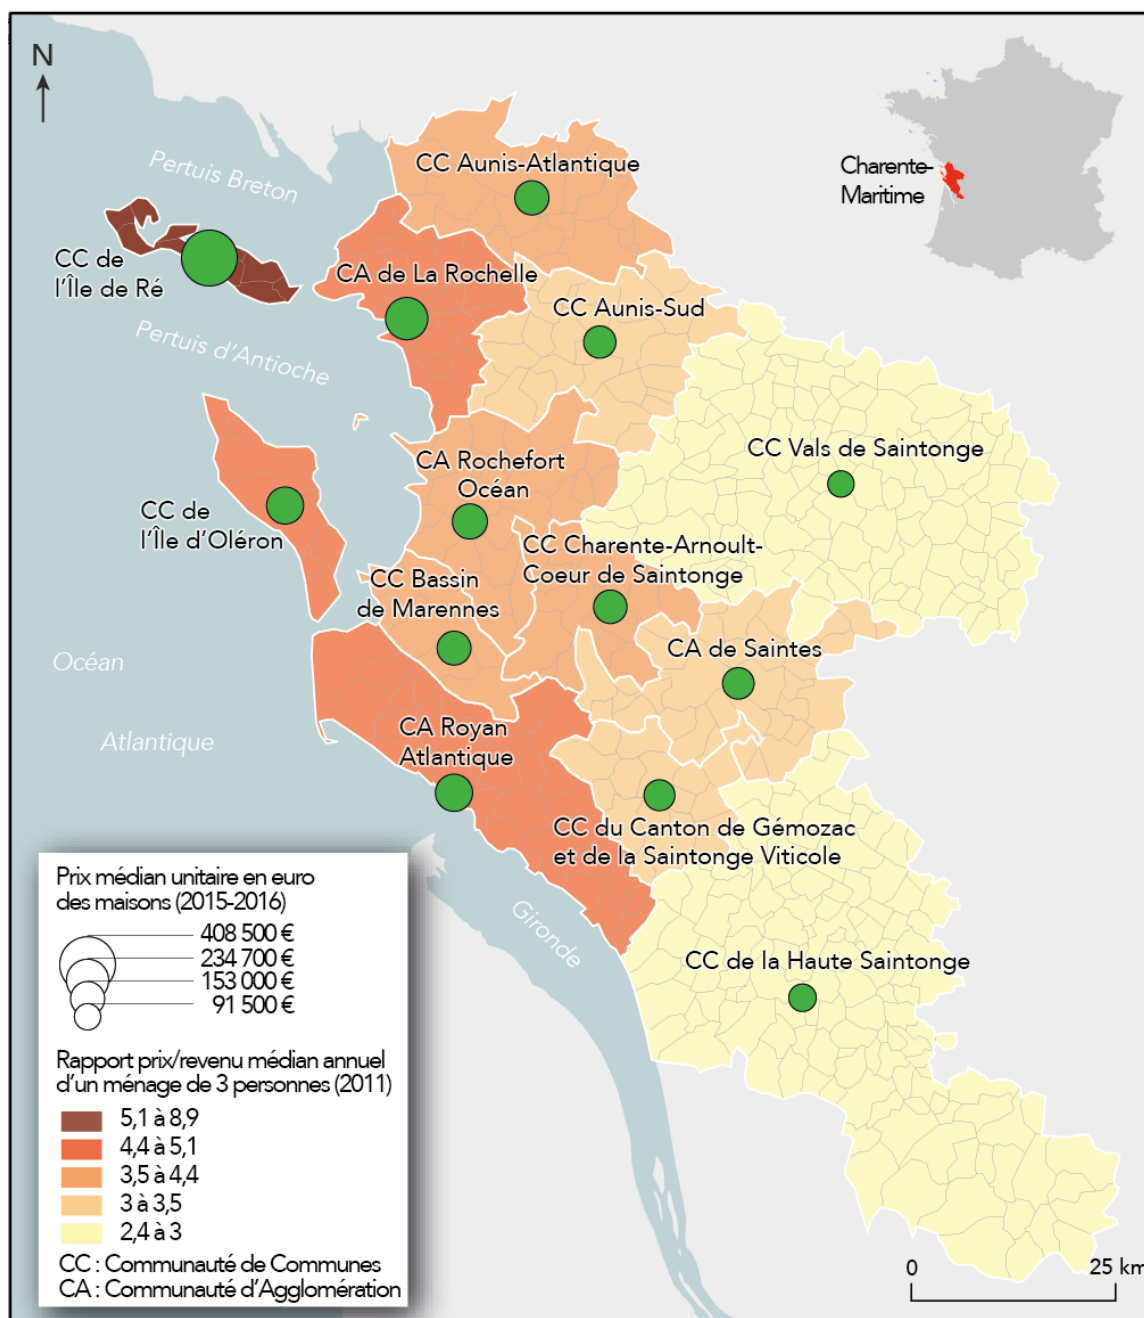 N
Pertuis Breton
CC Aunis-Atlantique
Charente-
Maritime
CC de
l'Île de Ré
CA de La Rochelle
CC Aunis-Sud
Pertuis d'Antioche
CC Vals de Saintonge
CA Rochefort
Océan
CC de
l'Île d'Oléron
CC Charente-Arnoult-
Coeur de Saintonge
CC Bassin
de Marennes
CA de Saintes
Océan
Atlantique
CA Royan
Atlantique
CC du Canton de Gémozac
et de la Saintonge Viticole
Gironde
CC de la Haute Saintonge
Prix médian unitaire en euro
des maisons (2015-2016)
408 500 €
234 700 €
153 000 €
91 500 €
Rapport prix/revenu médian annuel
d'un ménage de 3 personnes (2011)
5,1 à 8,9
4,4 à 5,1
3,5 à 4,4
3 à 3,5
2,4 à 3
CC : Communauté de Communes
CA : Communauté d'Agglomération
0 25 km